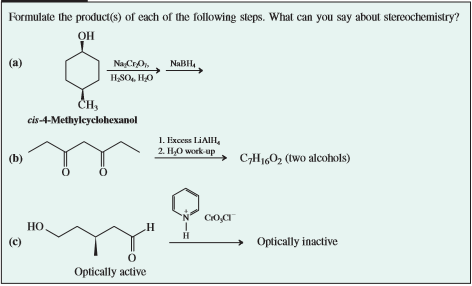 Formulate the product(s) of each of the following steps. What can you say about stereochemistry?
OH
(a)
Na₂Cr₂O₇,
H₂SO₄, H₂O
NaBH₄
CH₃
cis-4-Methylcyclohexanol
(b)
O
O
1. Excess LiAlH₄
2. H₂O work-up
C₇H₁₆O₂ (two alcohols)
(c)
HO
H
O
Optically active
N
+
H
CrO₃Cl⁻
Optically inactive